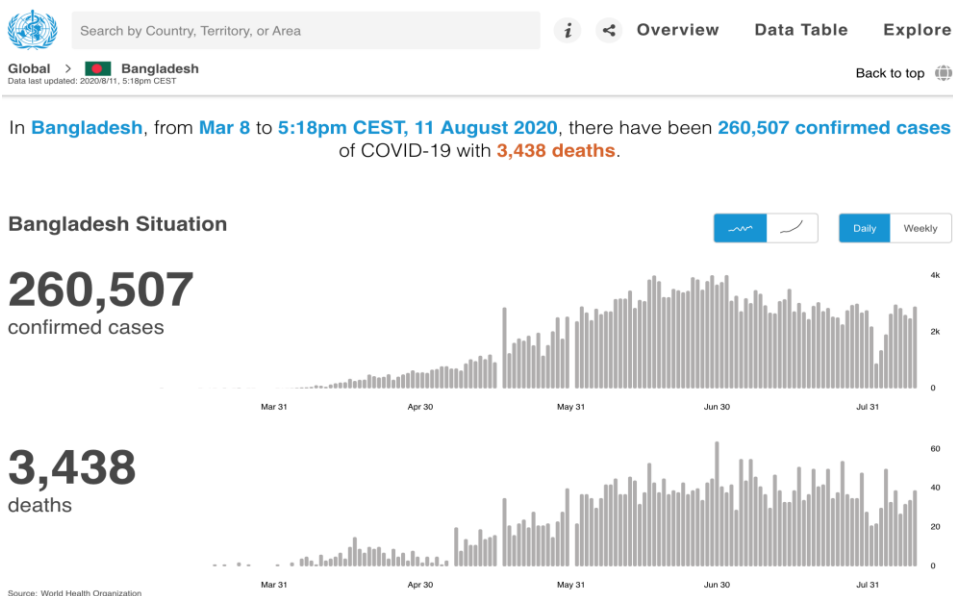 Search by Country, Territory, or Area
i
Overview
Data Table
Explore
Global > Bangladesh
Data last updated: 2020/8/11, 5:18pm CEST
Back to top
In Bangladesh, from Mar 8 to 5:18pm CEST, 11 August 2020, there have been 260,507 confirmed cases
of COVID-19 with 3,438 deaths.
Bangladesh Situation
Daily
Weekly
260,507
confirmed cases
4k
2k
0
Mar 31
Apr 30
May 31
Jun 30
Jul 31
3,438
deaths
60
40
20
0
Mar 31
Apr 30
May 31
Jun 30
Jul 31
Source: World Health Organization